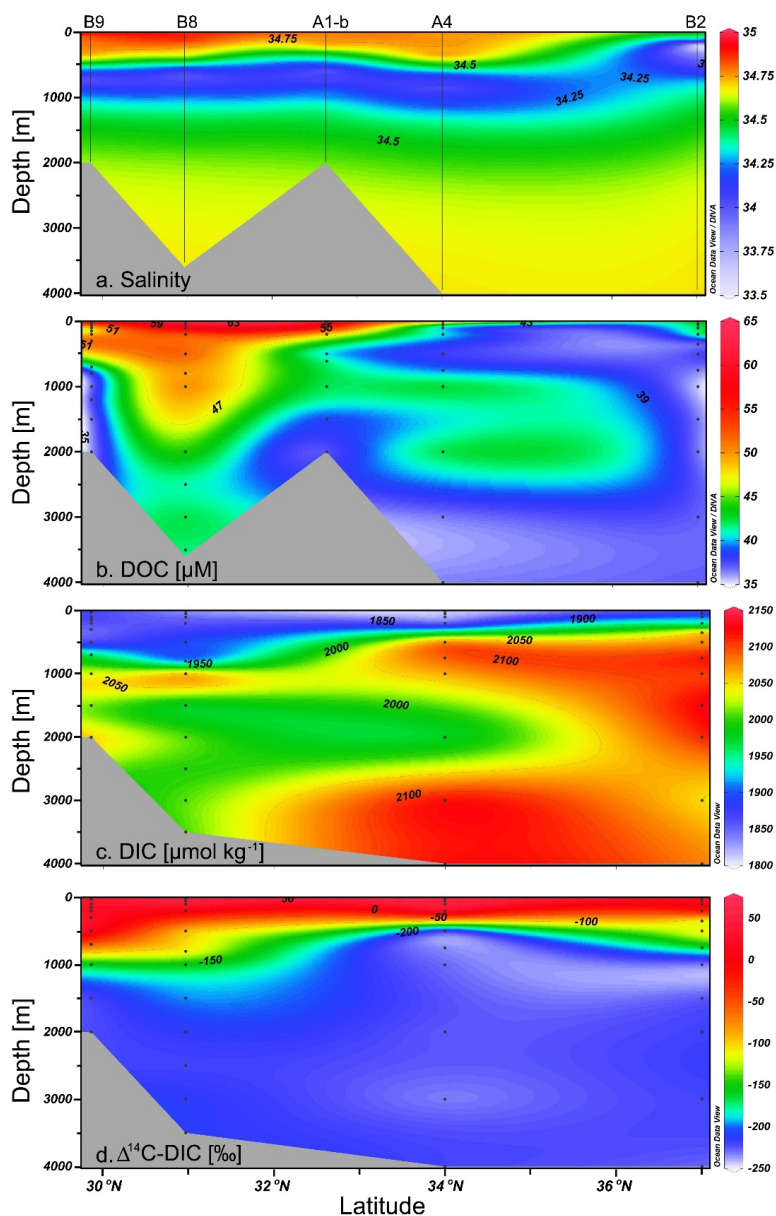 B9 B8 A1-b A4 B2
0 35
34.75
34.5 34.75
1000 34.25 34.25 34.5
34.5 34.25
2000 34
3000 33.75
4000 33.5
Depth [m]
a. Salinity
Ocean Data View / DIVA
0 51 59 63 55 43 65
51 60
1000 47 39 55
35 50
2000 45
3000 40
4000 35
Depth [m]
b. DOC [µM]
Ocean Data View / DIVA
0 1850 1900 2150
2000 2050 2100
1000 1950 2100 2050
2050 2000 2000
2000 1950
3000 2100 1900
1850
4000 1800
Depth [m]
c. DIC [µmol kg⁻¹]
Ocean Data View
0 50 0 -50 -100 50
-200 0
1000 -150 -50
2000 -100
3000 -150
-200
4000 -250
Depth [m]
d. Δ¹⁴C-DIC [‰]
Ocean Data View
30 °N 32 °N 34 °N 36 °N
Latitude